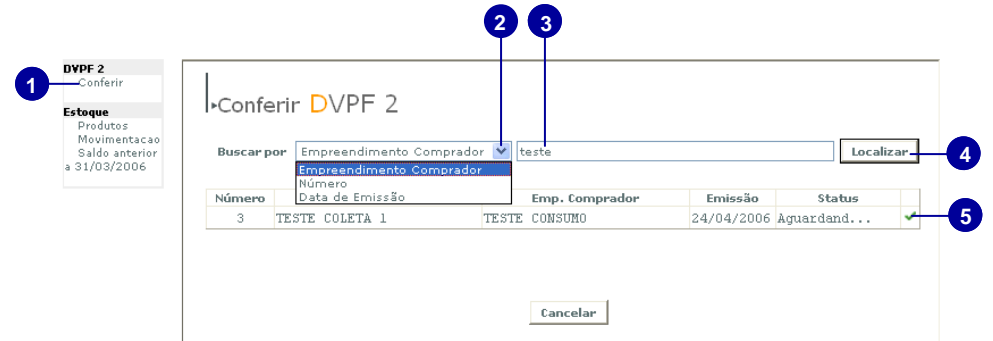 2 3
DVPF 2
1 Conferir
Estoque
Produtos
Movimentacao
Saldo anterior
a 31/03/2006
Conferir DVPF 2
Buscar por Empreendimento Comprador teste Localizar 4
Empreendimento Comprador
Número
Data de Emissão
Número Emp. Comprador Emissão Status
3 TESTE COLETA 1 TESTE CONSUMO 24/04/2006 Aguardand... 5
Cancelar